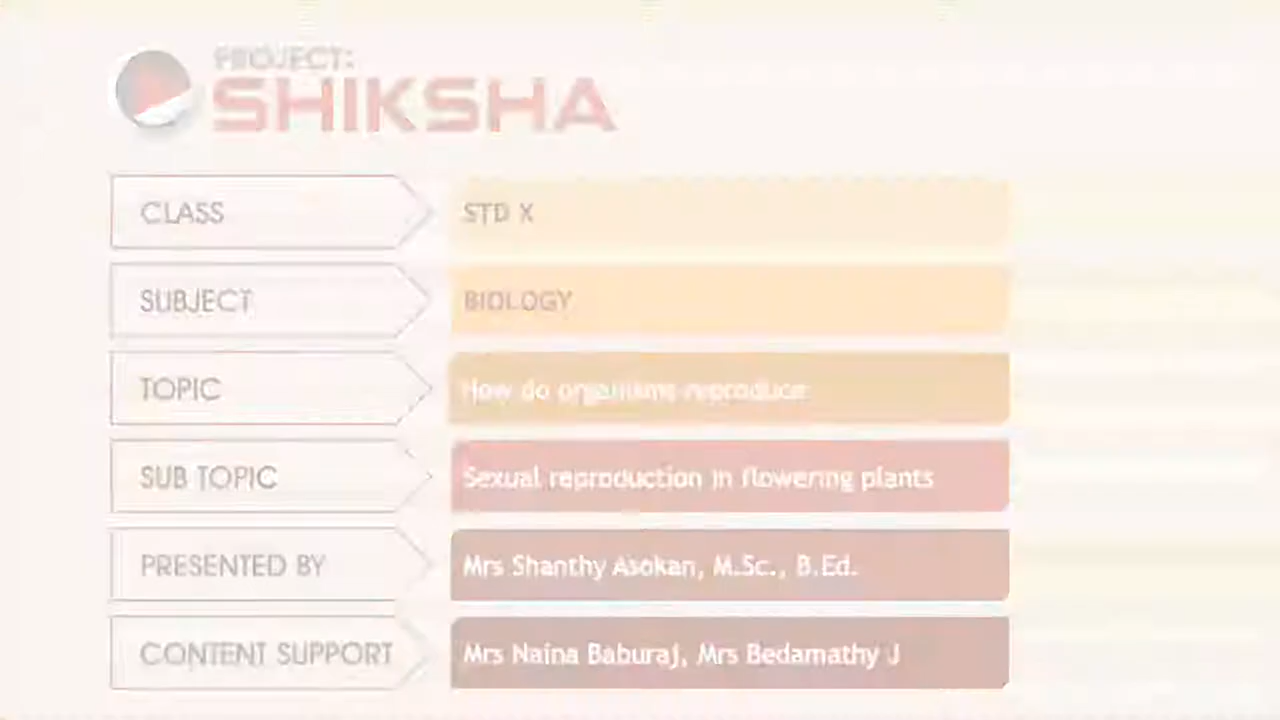 PROJECT:
SHIKSHA
CLASS STD X
SUBJECT BIOLOGY
TOPIC How do organisms reproduce
SUB TOPIC Sexual reproduction in flowering plants
PRESENTED BY Mrs Shanthy Asokan, M.Sc., B.Ed.
CONTENT SUPPORT Mrs Naina Baburaj, Mrs Bedamathy J